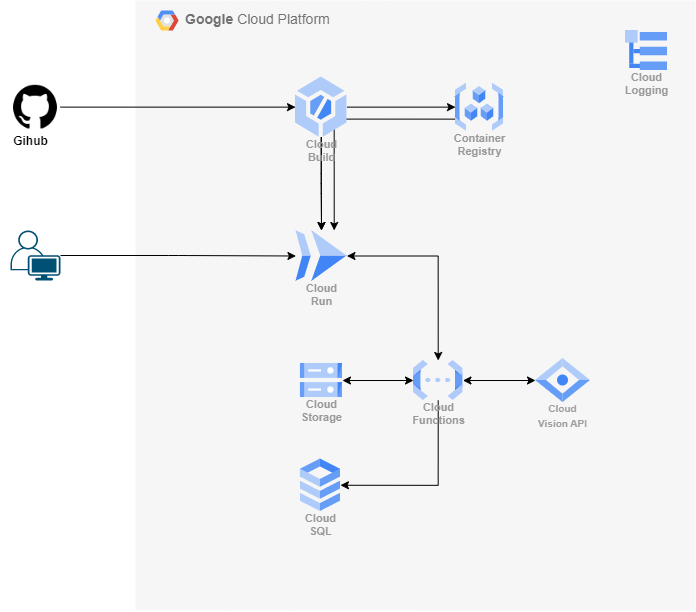 Google Cloud Platform
Cloud
Logging
Gihub
Cloud
Build
Container
Registry
Cloud
Run
Cloud
Storage
Cloud
Functions
Cloud
Vision API
Cloud
SQL